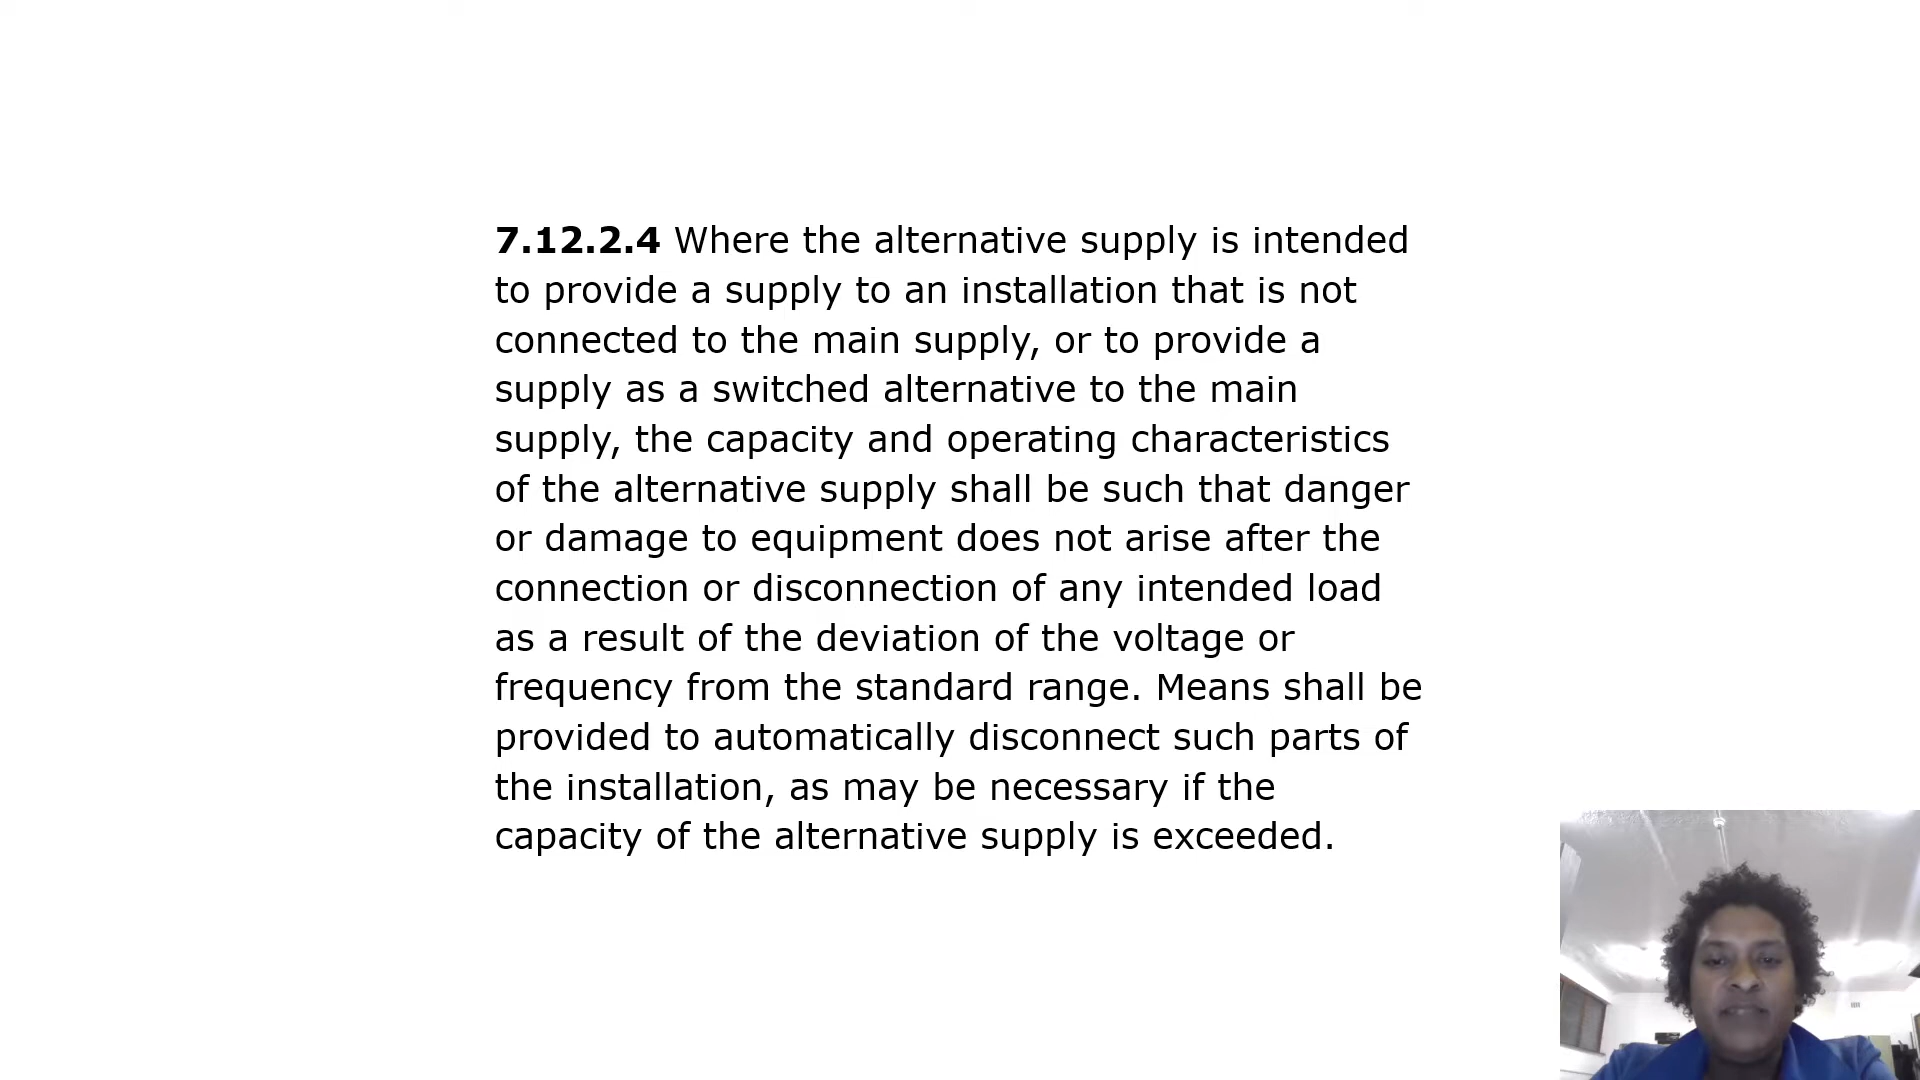 7.12.2.4 Where the alternative supply is intended
to provide a supply to an installation that is not
connected to the main supply, or to provide a
supply as a switched alternative to the main
supply, the capacity and operating characteristics
of the alternative supply shall be such that danger
or damage to equipment does not arise after the
connection or disconnection of any intended load
as a result of the deviation of the voltage or
frequency from the standard range. Means shall be
provided to automatically disconnect such parts of
the installation, as may be necessary if the
capacity of the alternative supply is exceeded.